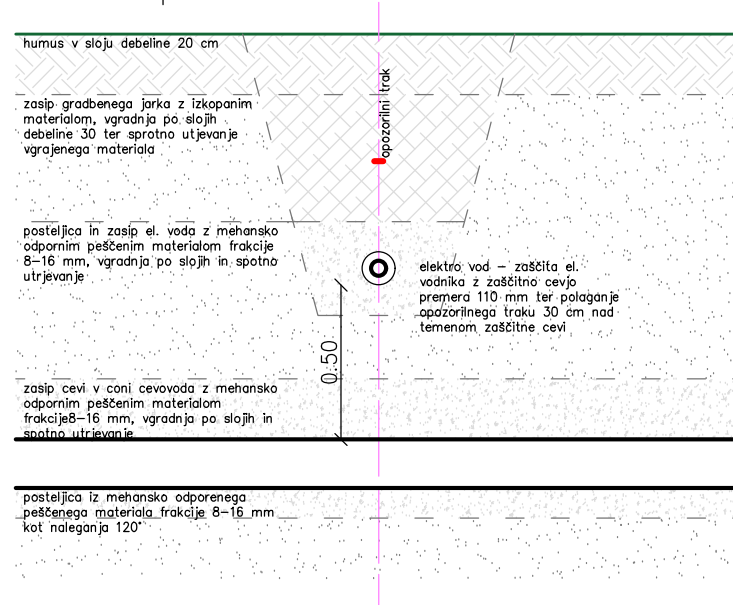 humus v sloju debeline 20 cm
opozorilni trak
zasip gradbenega jarka z izkopanim
materialom, vgradnja po slojih
debeline 30 ter sprotno utjevanje
vgrajenega materiala
posteljica in zasip el. voda z mehansko
odpornim peščenim materialom frakcije
8–16 mm, vgradnja po slojih in spotno
utrjevanje
elektro vod – zaščita el.
vodnika z zaščitno cevjo
premera 110 mm ter polaganje
opozorilnega traku 30 cm nad
temenom zaščitne cevi
0.50
zasip cevi v coni cevovoda z mehansko
odpornim peščenim materialom
frakcije8–16 mm, vgradnja po slojih in
spotno utrjevanje
posteljica iz mehansko odporenega
peščenega materiala frakcije 8–16 mm
kot naleganja 120°